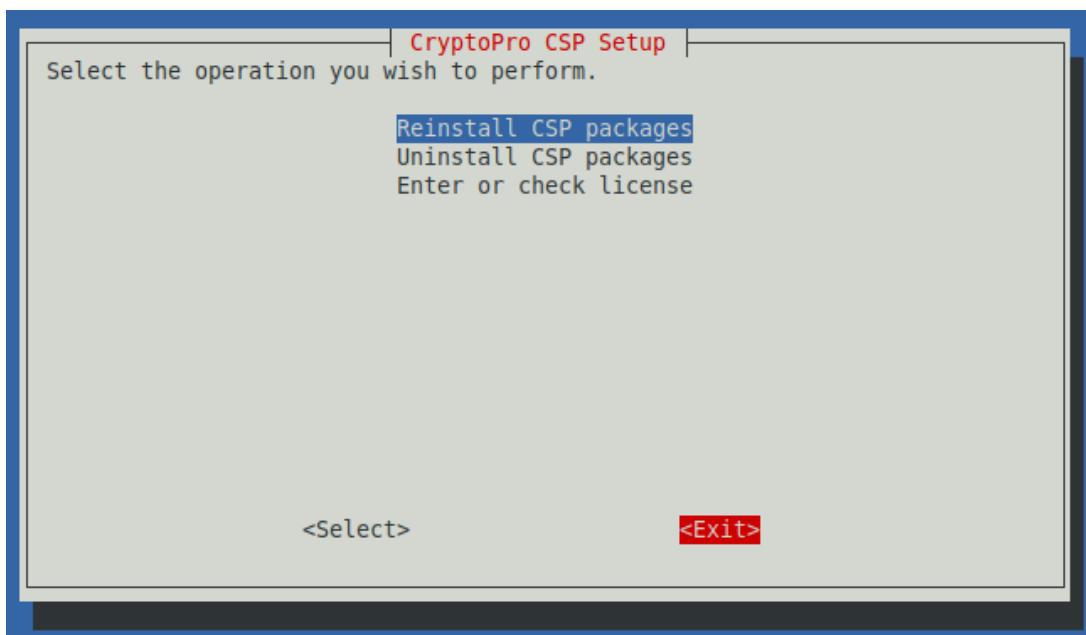 CryptoPro CSP Setup
Select the operation you wish to perform.
Reinstall CSP packages
Uninstall CSP packages
Enter or check license
<Select> <Exit>